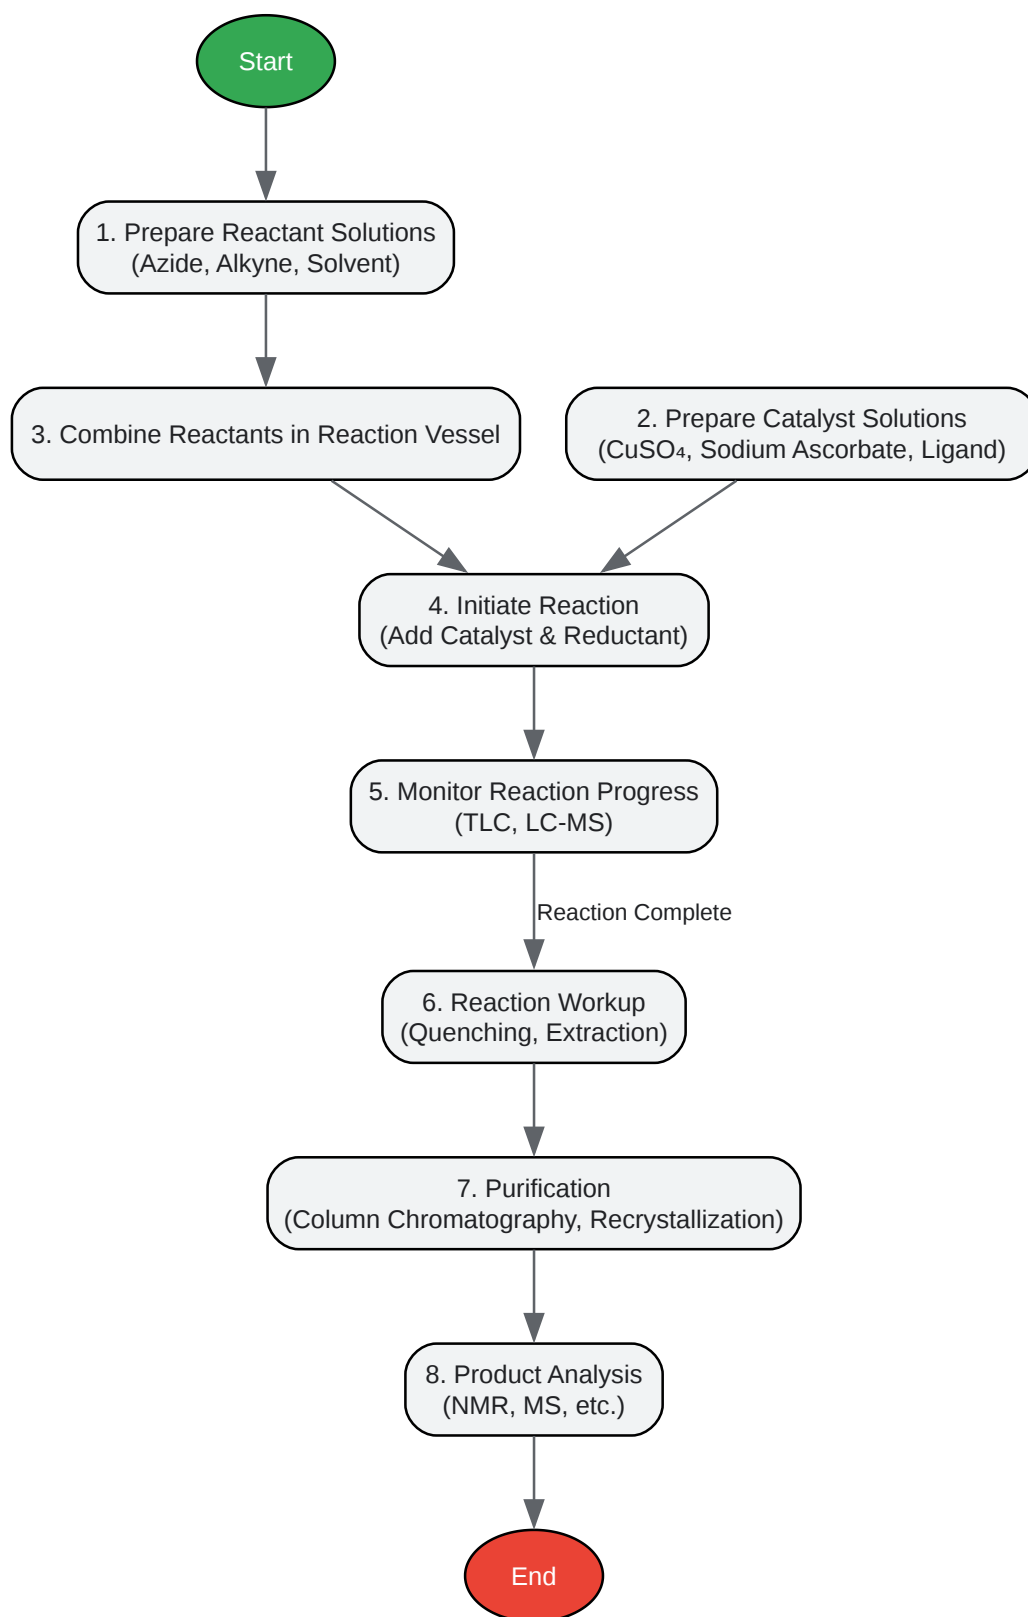 Start
1. Prepare Reactant Solutions
(Azide, Alkyne, Solvent)
3. Combine Reactants in Reaction Vessel
2. Prepare Catalyst Solutions
(CuSO₄, Sodium Ascorbate, Ligand)
4. Initiate Reaction
(Add Catalyst & Reductant)
5. Monitor Reaction Progress
(TLC, LC-MS)
Reaction Complete
6. Reaction Workup
(Quenching, Extraction)
7. Purification
(Column Chromatography, Recrystallization)
8. Product Analysis
(NMR, MS, etc.)
End